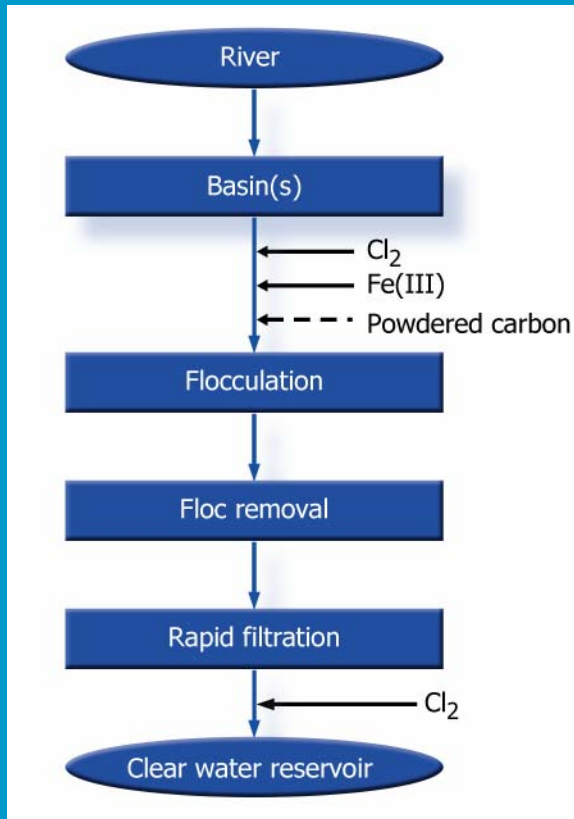 River
Basin(s)
Cl₂
Fe(III)
Powdered carbon
Flocculation
Floc removal
Rapid filtration
Cl₂
Clear water reservoir